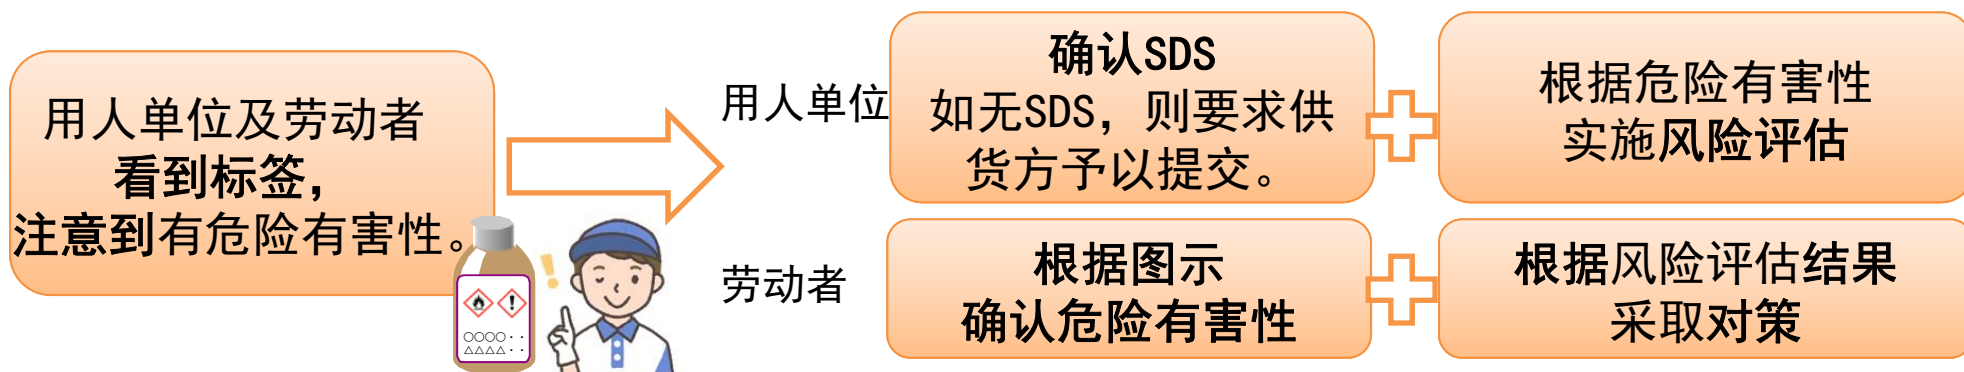 用人单位及劳动者
看到标签，
注意到有危险有害性。
○○○○・・
△△△△・・
用人单位
确认SDS
如无SDS，则要求供
货方予以提交。
根据危险有害性
实施风险评估
劳动者
根据图示
确认危险有害性
根据风险评估结果
采取对策